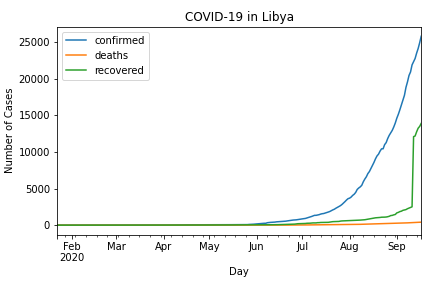 COVID-19 in Libya
confirmed
deaths
recovered
Number of Cases
25000
20000
15000
10000
5000
0
Feb Mar Apr May Jun Jul Aug Sep
2020
Day